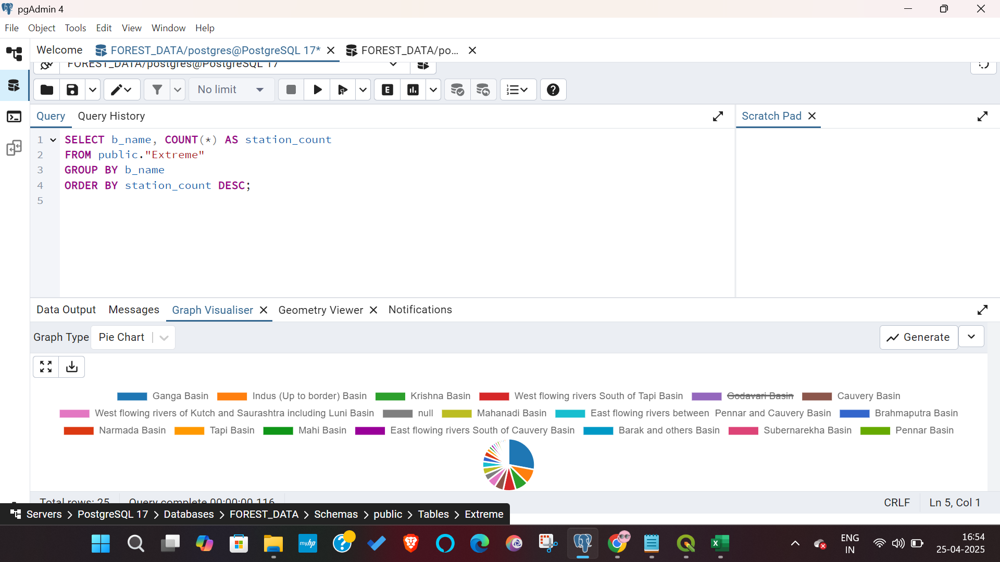 pgAdmin 4
File Object Tools Edit View Window Help
Welcome FOREST_DATA/postgres@PostgreSQL 17* FOREST_DATA/po...
FOREST_DATA/postgres@PostgreSQL 17
No limit E
Query Query History Scratch Pad
1 SELECT b_name, COUNT(*) AS station_count
2 FROM public."Extreme"
3 GROUP BY b_name
4 ORDER BY station_count DESC;
5
Data Output Messages Graph Visualiser Geometry Viewer Notifications
Graph Type Pie Chart Generate
Ganga Basin Indus (Up to border) Basin Krishna Basin West flowing rivers South of Tapi Basin Godavari Basin Cauvery Basin
West flowing rivers of Kutch and Saurashtra including Luni Basin null Mahanadi Basin East flowing rivers between Pennar and Cauvery Basin Brahmaputra Basin
Narmada Basin Tapi Basin Mahi Basin East flowing rivers South of Cauvery Basin Barak and others Basin Subernarekha Basin Pennar Basin
Total rows: 25 Query complete 00:00:00.116 CRLF Ln 5, Col 1
Servers > PostgreSQL 17 > Databases > FOREST_DATA > Schemas > public > Tables > Extreme
myhp ENG 16:54
IN 25-04-2025